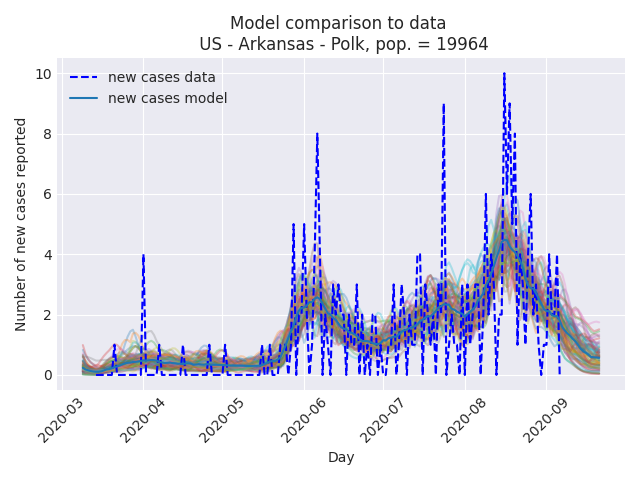 Model comparison to data
US - Arkansas - Polk, pop. = 19964
new cases data
new cases model
Number of new cases reported
10
8
6
4
2
0
2020-03
2020-04
2020-05
2020-06
2020-07
2020-08
2020-09
Day